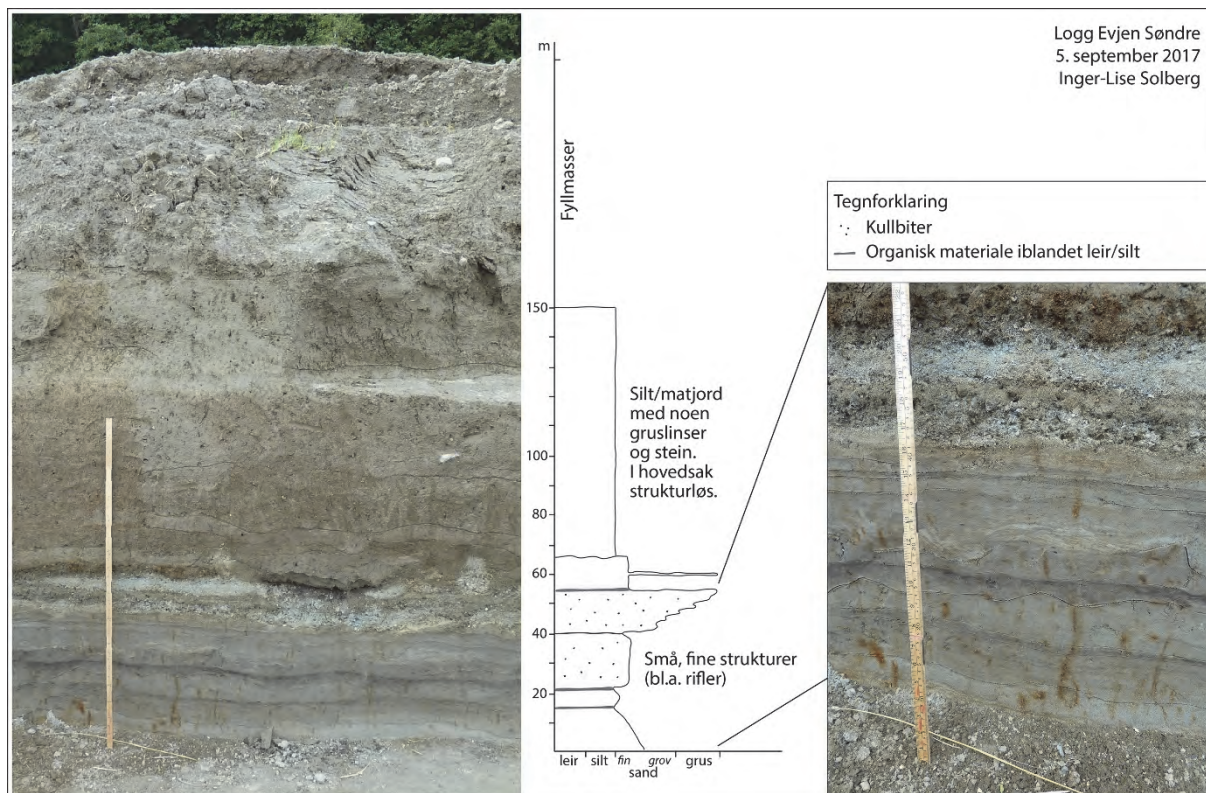 Logg Evjen Søndre
5. september 2017
Inger-Lise Solberg
m
Fyllmasser
150
100
80
60
40
20
Silt/matjord
med noen
gruslinser
og stein.
I hovedsak
strukturløs.
Små, fine strukturer
(bl.a. rifler)
leir silt fin grov grus
sand
Tegnforklaring
Kullbiter
Organisk materiale iblandet leir/silt